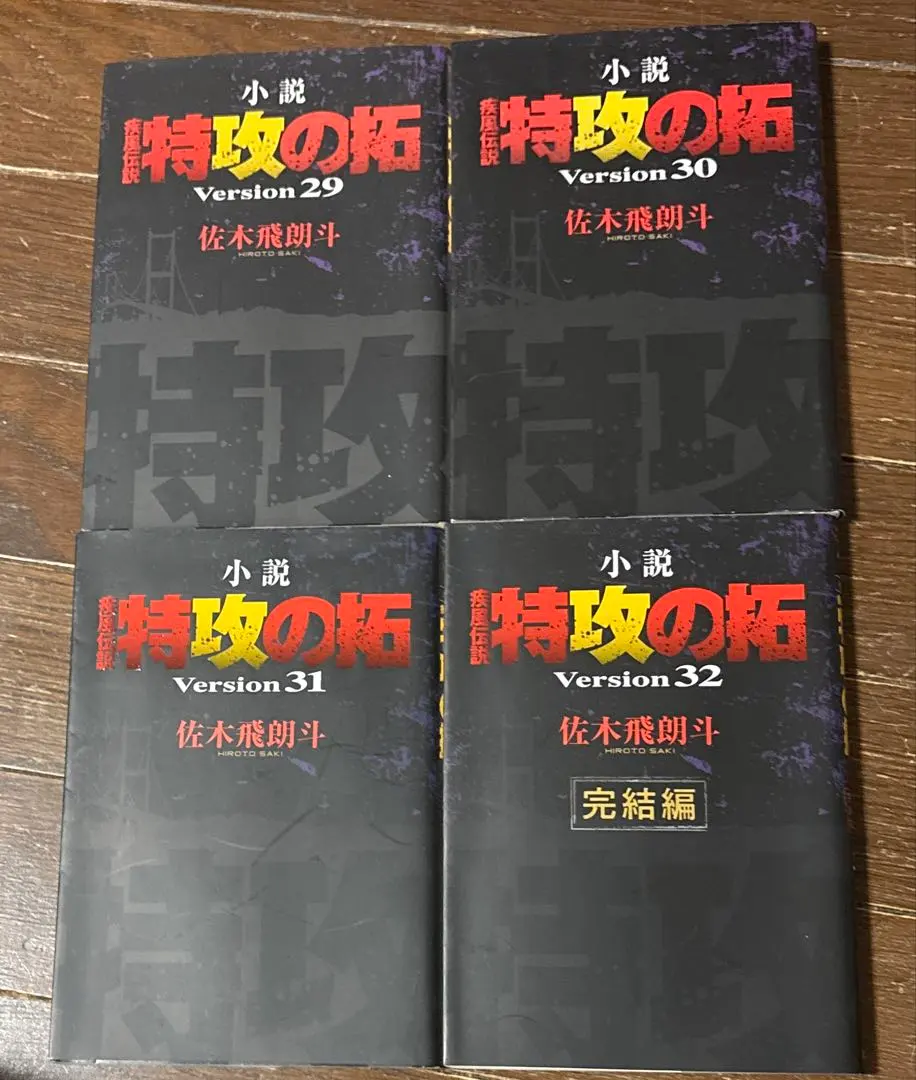 小説
疾風伝説
特攻の拓
Version 29
佐木飛朗斗
HIROTO SAKI
特攻
小説
疾風伝説
特攻の拓
Version 30
佐木飛朗斗
HIROTO SAKI
特攻
小説
疾風伝説
特攻の拓
Version 31
佐木飛朗斗
HIROTO SAKI
特攻
小説
疾風伝説
特攻の拓
Version 32
佐木飛朗斗
HIROTO SAKI
完結編
特攻